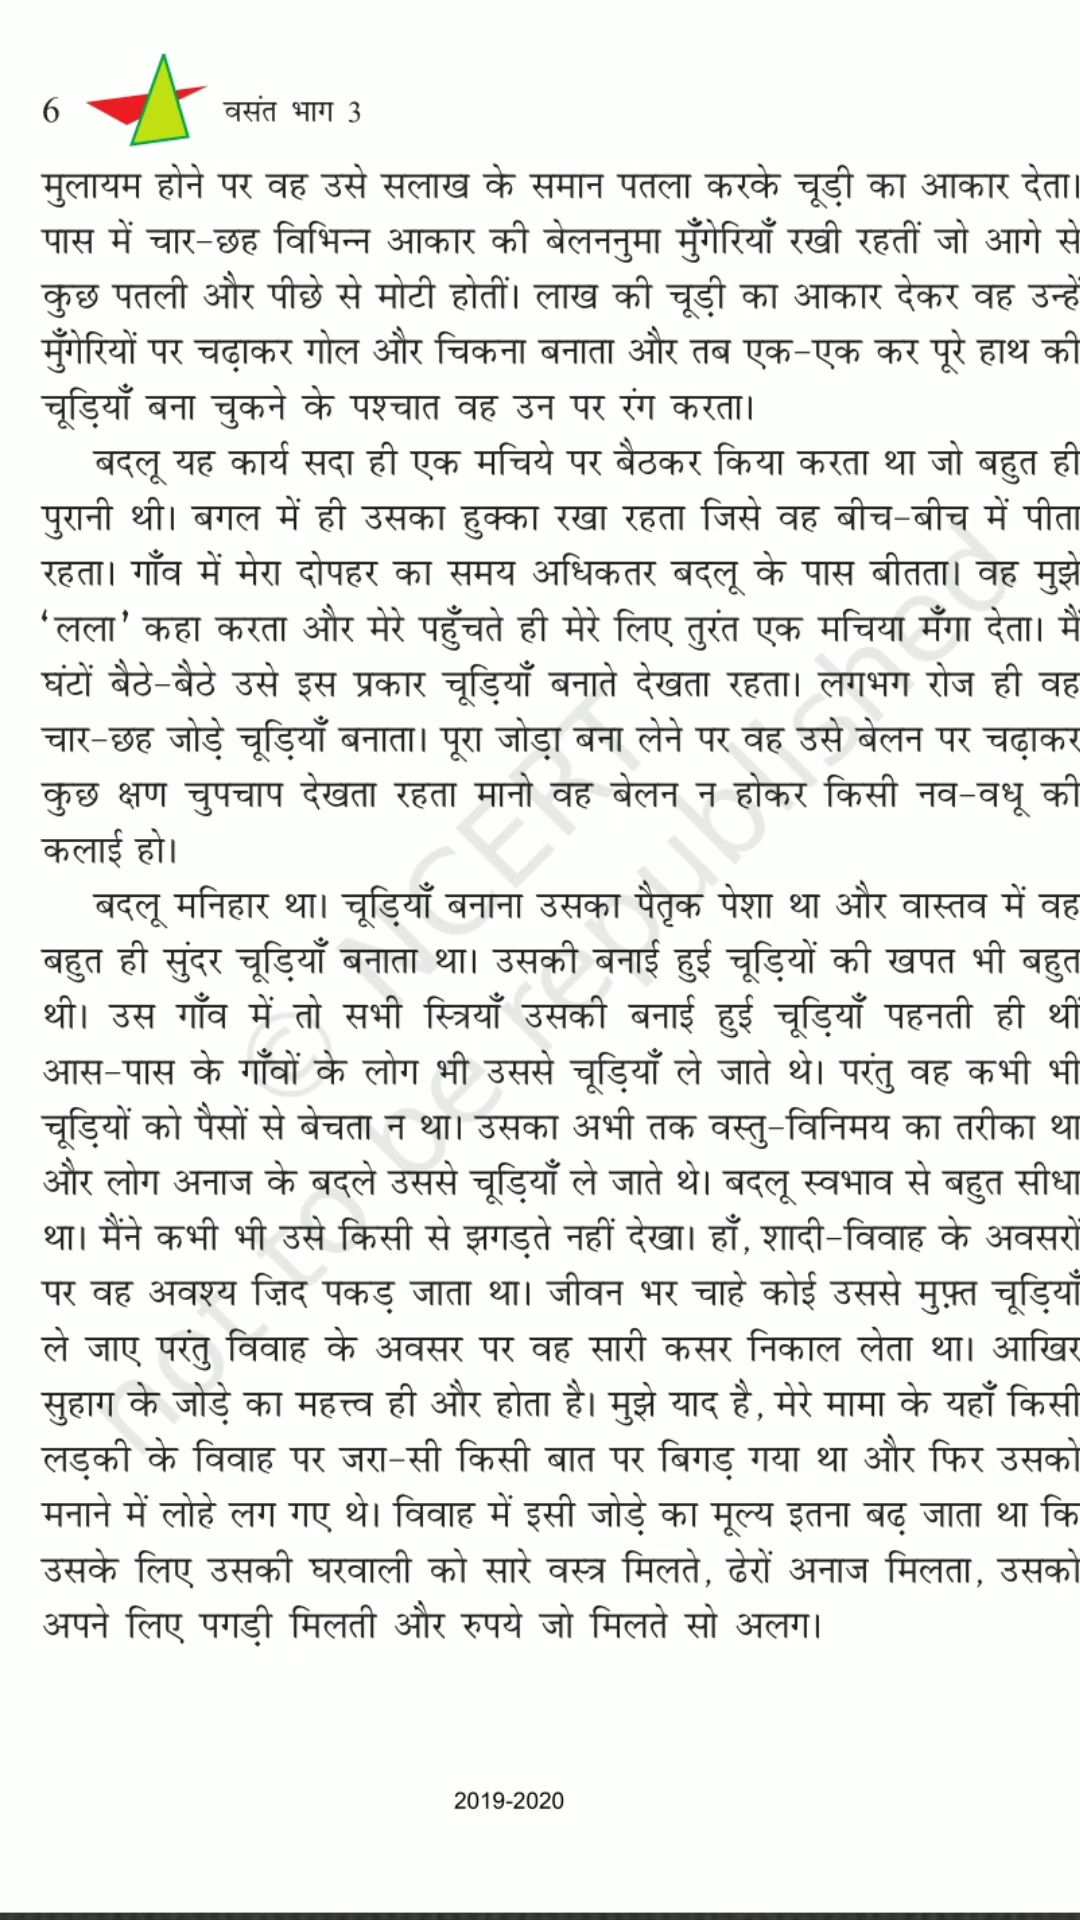 6 वसंत भाग 3
मुलायम होने पर वह उसे सलाख के समान पतला करके चूड़ी का आकार देता।
पास में चार-छह विभिन्न आकार की बेलननुमा मुँगेरियाँ रखी रहतीं जो आगे से
कुछ पतली और पीछे से मोटी होतीं। लाख की चूड़ी का आकार देकर वह उन्हें
मुँगेरियों पर चढ़ाकर गोल और चिकना बनाता और तब एक-एक कर पूरे हाथ की
चूड़ियाँ बना चुकने के पश्चात वह उन पर रंग करता।
बदलू यह कार्य सदा ही एक मचिये पर बैठकर किया करता था जो बहुत ही
पुरानी थी। बगल में ही उसका हुक्का रखा रहता जिसे वह बीच-बीच में पीता
रहता। गाँव में मेरा दोपहर का समय अधिकतर बदलू के पास बीतता। वह मुझे
‘लला’ कहा करता और मेरे पहुँचते ही मेरे लिए तुरंत एक मचिया मँगा देता। मैं
घंटों बैठे-बैठे उसे इस प्रकार चूड़ियाँ बनाते देखता रहता। लगभग रोज ही वह
चार-छह जोड़े चूड़ियाँ बनाता। पूरा जोड़ा बना लेने पर वह उसे बेलन पर चढ़ाकर
कुछ क्षण चुपचाप देखता रहता मानो वह बेलन न होकर किसी नव-वधू की
कलाई हो।
बदलू मनिहार था। चूड़ियाँ बनाना उसका पैतृक पेशा था और वास्तव में वह
बहुत ही सुंदर चूड़ियाँ बनाता था। उसकी बनाई हुई चूड़ियों की खपत भी बहुत
थी। उस गाँव में तो सभी स्त्रियाँ उसकी बनाई हुई चूड़ियाँ पहनती ही थीं
आस-पास के गाँवों के लोग भी उससे चूड़ियाँ ले जाते थे। परंतु वह कभी भी
चूड़ियों को पैसों से बेचता न था। उसका अभी तक वस्तु-विनिमय का तरीका था
और लोग अनाज के बदले उससे चूड़ियाँ ले जाते थे। बदलू स्वभाव से बहुत सीधा
था। मैंने कभी भी उसे किसी से झगड़ते नहीं देखा। हाँ, शादी-विवाह के अवसरों
पर वह अवश्य ज़िद पकड़ जाता था। जीवन भर चाहे कोई उससे मुफ़्त चूड़ियाँ
ले जाए परंतु विवाह के अवसर पर वह सारी कसर निकाल लेता था। आखिर
सुहाग के जोड़े का महत्त्व ही और होता है। मुझे याद है, मेरे मामा के यहाँ किसी
लड़की के विवाह पर जरा-सी किसी बात पर बिगड़ गया था और फिर उसको
मनाने में लोहे लग गए थे। विवाह में इसी जोड़े का मूल्य इतना बढ़ जाता था कि
उसके लिए उसकी घरवाली को सारे वस्त्र मिलते, ढेरों अनाज मिलता, उसको
अपने लिए पगड़ी मिलती और रुपये जो मिलते सो अलग।
© NCERT
not to be republished
2019-2020